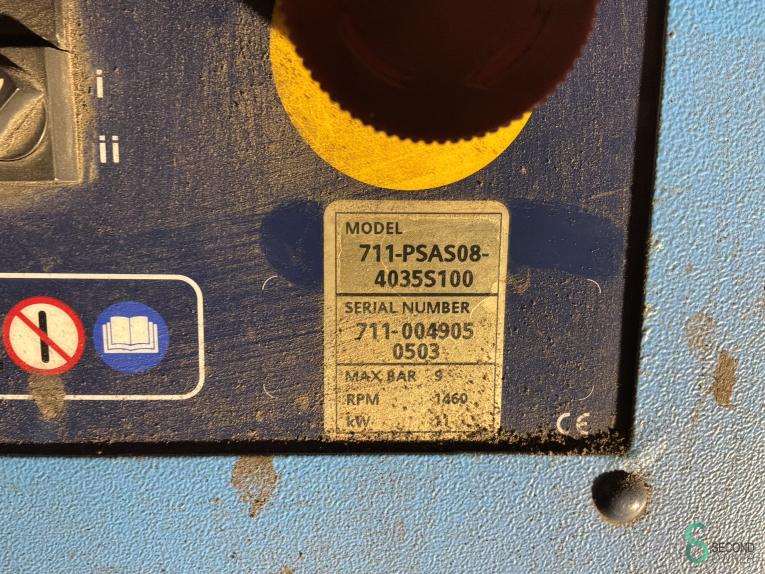 i
ii
MODEL
711-PSAS08-
4035S100
SERIAL NUMBER
711-004905
0503
MAX BAR 9
RPM 1460
kW 11
CE
SECOND